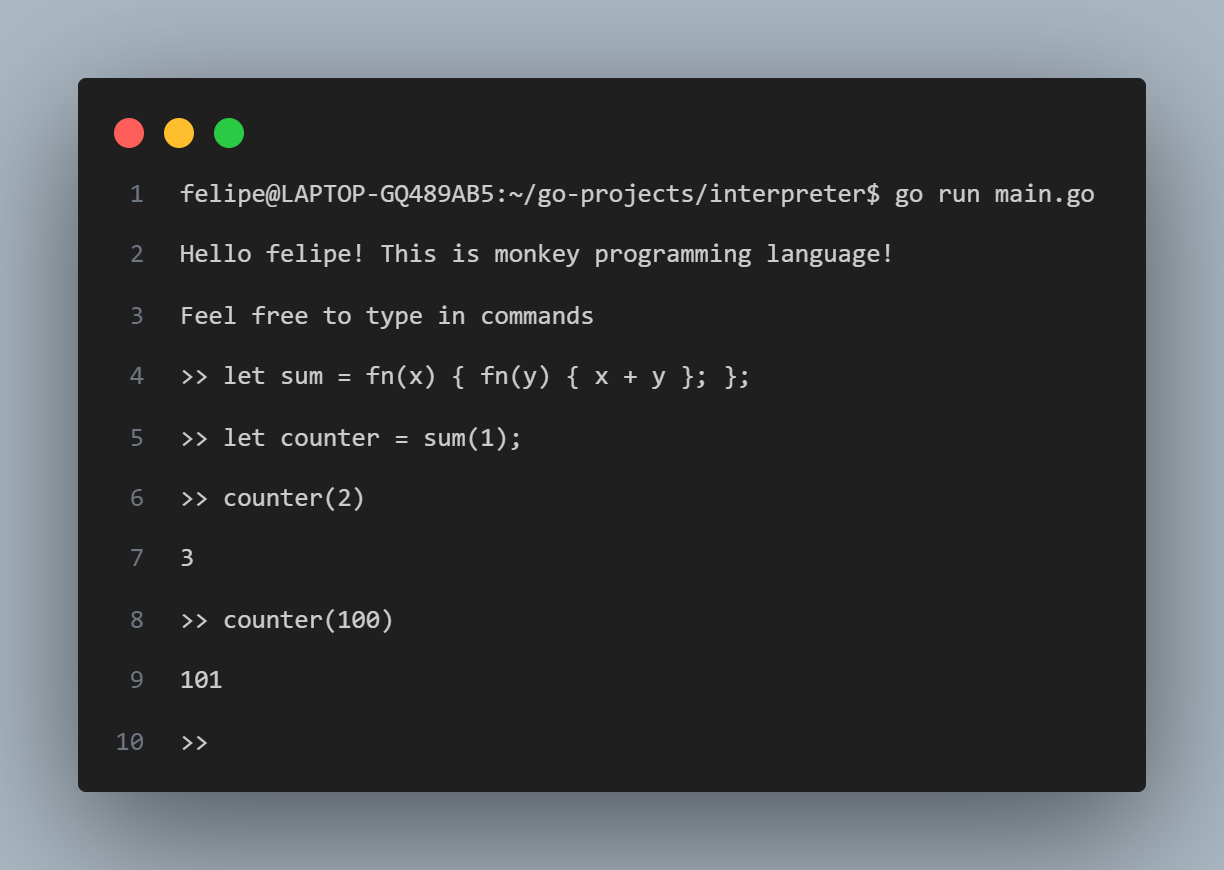 1 felipe@LAPTOP-GQ489AB5:~/go-projects/interpreter$ go run main.go
2 Hello felipe! This is monkey programming language!
3 Feel free to type in commands
4 >> let sum = fn(x) { fn(y) { x + y }; };
5 >> let counter = sum(1);
6 >> counter(2)
7 3
8 >> counter(100)
9 101
10 >>